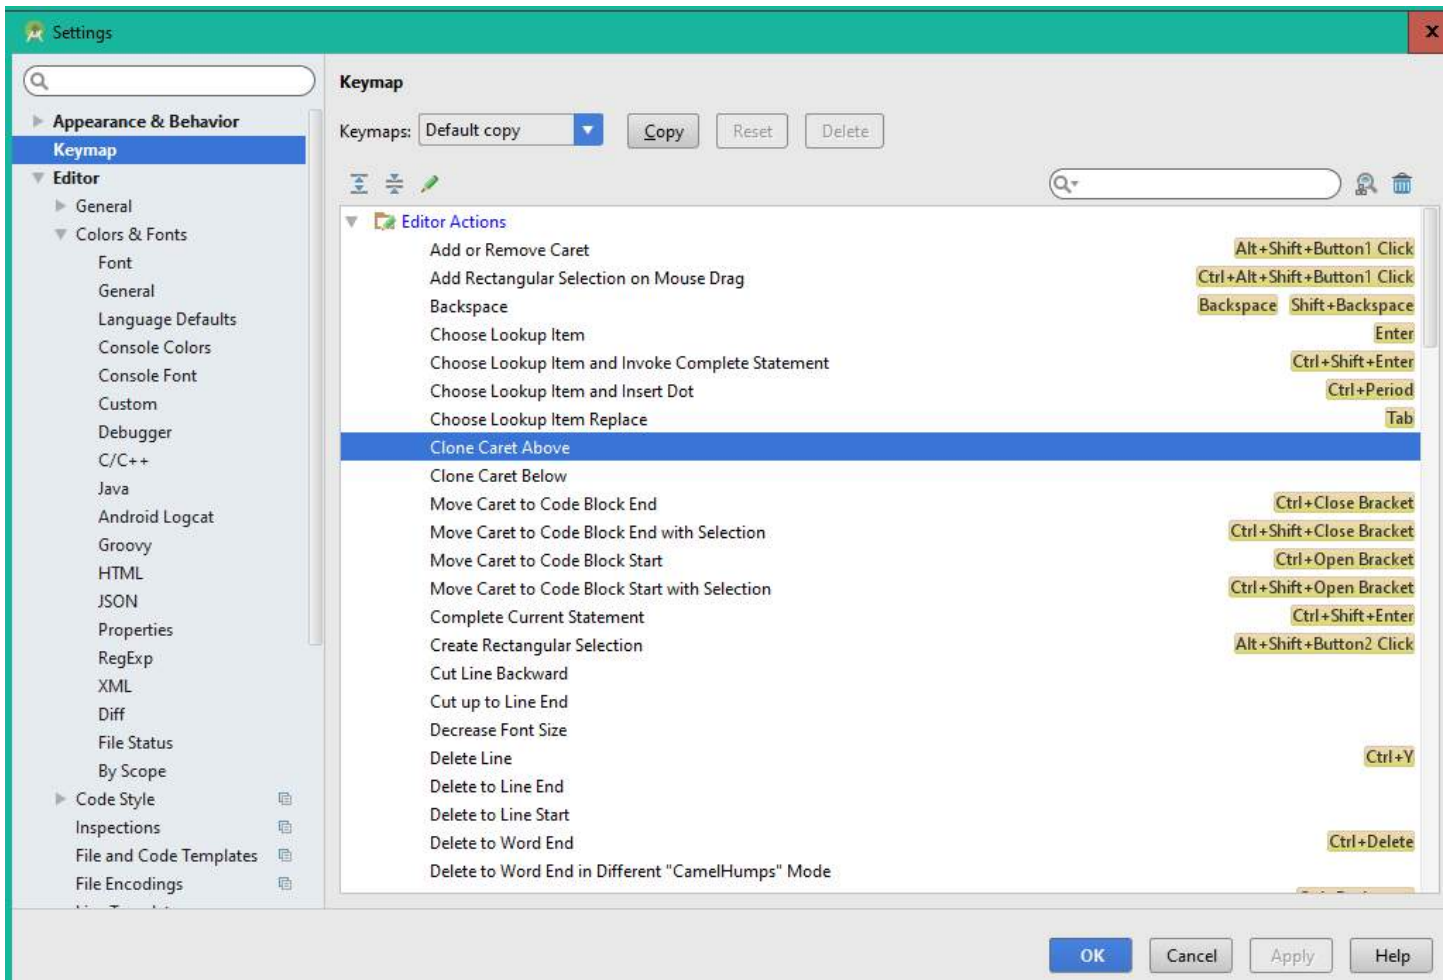 Settings
x
Appearance & Behavior
Keymap
Editor
General
Colors & Fonts
Font
General
Language Defaults
Console Colors
Console Font
Custom
Debugger
C/C++
Java
Android Logcat
Groovy
HTML
JSON
Properties
RegExp
XML
Diff
File Status
By Scope
Code Style
Inspections
File and Code Templates
File Encodings
Keymap
Keymaps: Default copy Copy Reset Delete
Editor Actions
Add or Remove Caret Alt+Shift+Button1 Click
Add Rectangular Selection on Mouse Drag Ctrl+Alt+Shift+Button1 Click
Backspace Backspace Shift+Backspace
Choose Lookup Item Enter
Choose Lookup Item and Invoke Complete Statement Ctrl+Shift+Enter
Choose Lookup Item and Insert Dot Ctrl+Period
Choose Lookup Item Replace Tab
Clone Caret Above
Clone Caret Below
Move Caret to Code Block End Ctrl+Close Bracket
Move Caret to Code Block End with Selection Ctrl+Shift+Close Bracket
Move Caret to Code Block Start Ctrl+Open Bracket
Move Caret to Code Block Start with Selection Ctrl+Shift+Open Bracket
Complete Current Statement Ctrl+Shift+Enter
Create Rectangular Selection Alt+Shift+Button2 Click
Cut Line Backward
Cut up to Line End
Decrease Font Size
Delete Line Ctrl+Y
Delete to Line End
Delete to Line Start
Delete to Word End Ctrl+Delete
Delete to Word End in Different "CamelHumps" Mode
OK Cancel Apply Help